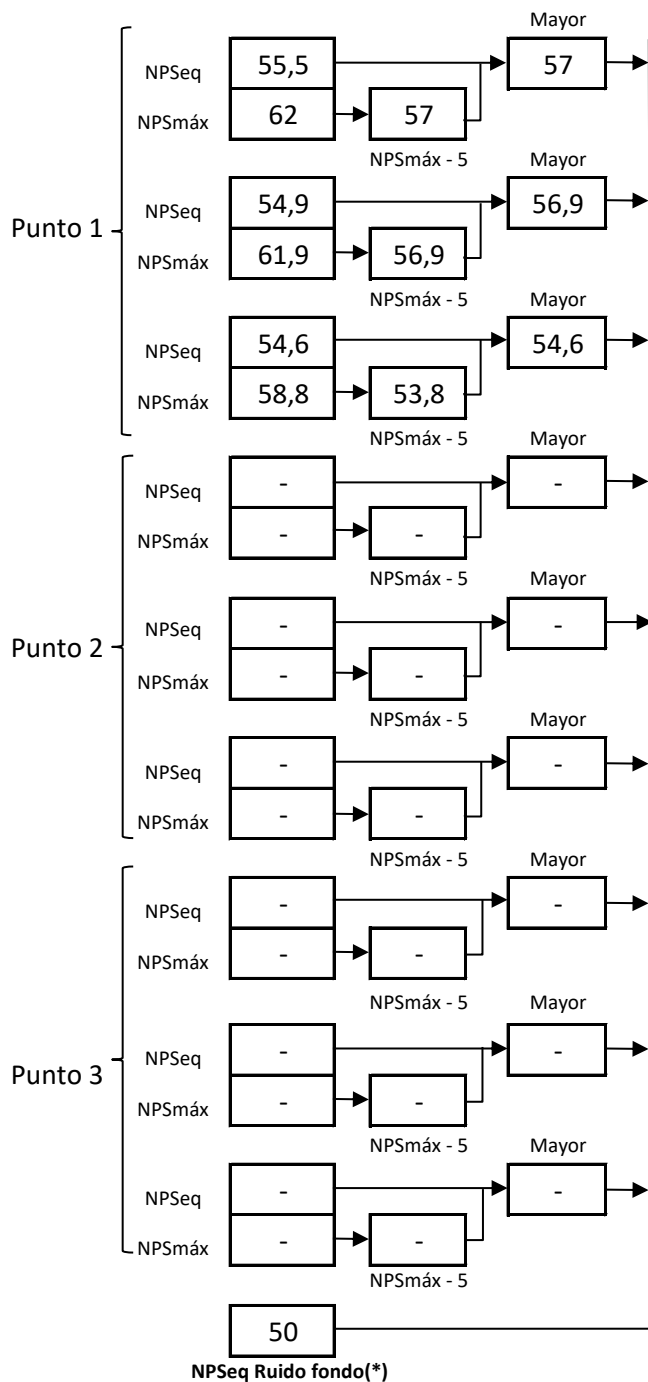 Mayor
NPSeq 55,5 57
NPSmáx 62 57
NPSmáx - 5 Mayor
Punto 1
NPSeq 54,9 56,9
NPSmáx 61,9 56,9
NPSmáx - 5 Mayor
NPSeq 54,6 54,6
NPSmáx 58,8 53,8
NPSmáx - 5 Mayor
NPSeq - -
NPSmáx - -
NPSmáx - 5 Mayor
Punto 2
NPSeq - -
NPSmáx - -
NPSmáx - 5 Mayor
NPSeq - -
NPSmáx - -
NPSmáx - 5 Mayor
NPSeq - -
NPSmáx - -
NPSmáx - 5 Mayor
Punto 3
NPSeq - -
NPSmáx - -
NPSmáx - 5 Mayor
NPSeq - -
NPSmáx - -
NPSmáx - 5
50
NPSeq Ruido fondo(*)